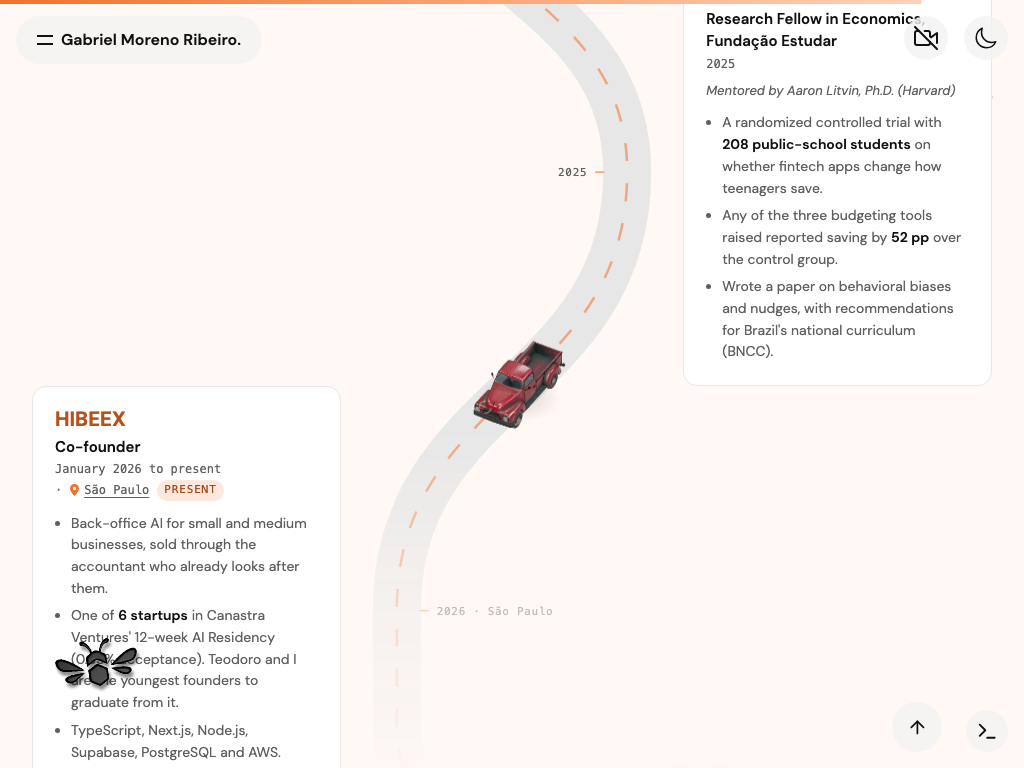 Gabriel Moreno Ribeiro.
Research Fellow in Economics,
Fundação Estudar
2025
Mentored by Aaron Litvin, Ph.D. (Harvard)
A randomized controlled trial with
208 public-school students on
whether fintech apps change how
teenagers save.
Any of the three budgeting tools
raised reported saving by 52 pp over
the control group.
Wrote a paper on behavioral biases
and nudges, with recommendations
for Brazil's national curriculum
(BNCC).
2025
HIBEEX
Co-founder
January 2026 to present
· São Paulo PRESENT
Back-office AI for small and medium
businesses, sold through the
accountant who already looks after
them.
One of 6 startups in Canastra
Ventures' 12-week AI Residency
Teodoro and I
youngest founders to
graduate from it.
TypeScript, Next.js, Node.js,
Supabase, PostgreSQL and AWS.
2026 · São Paulo